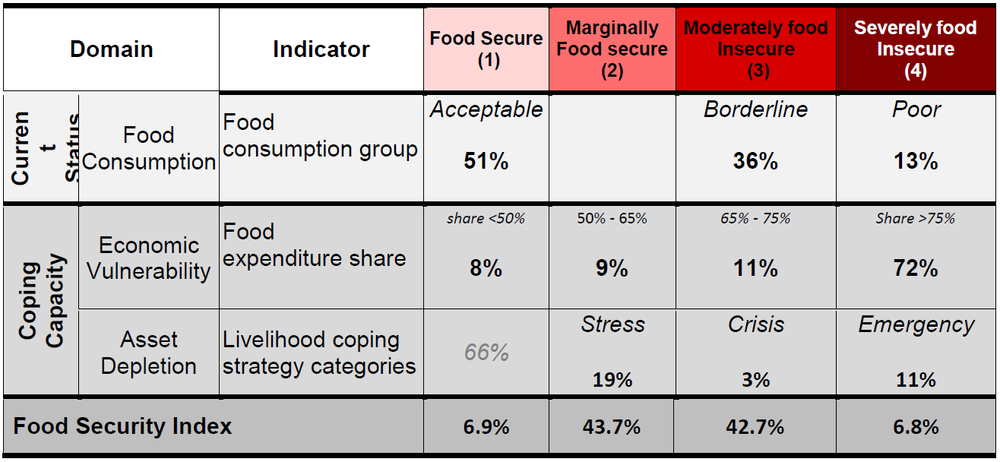 Domain
Indicator
Food Secure
(1)
Marginally
Food secure
(2)
Moderately food
Insecure
(3)
Severely food
Insecure
(4)
Curren
t
Status
Food
Consumption
Food
consumption group
Acceptable
51%
Borderline
36%
Poor
13%
Coping
Capacity
Economic
Vulnerability
Food
expenditure share
share <50%
8%
50% - 65%
9%
65% - 75%
11%
Share >75%
72%
Asset
Depletion
Livelihood coping
strategy categories
66%
Stress
19%
Crisis
3%
Emergency
11%
Food Security Index
6.9%
43.7%
42.7%
6.8%